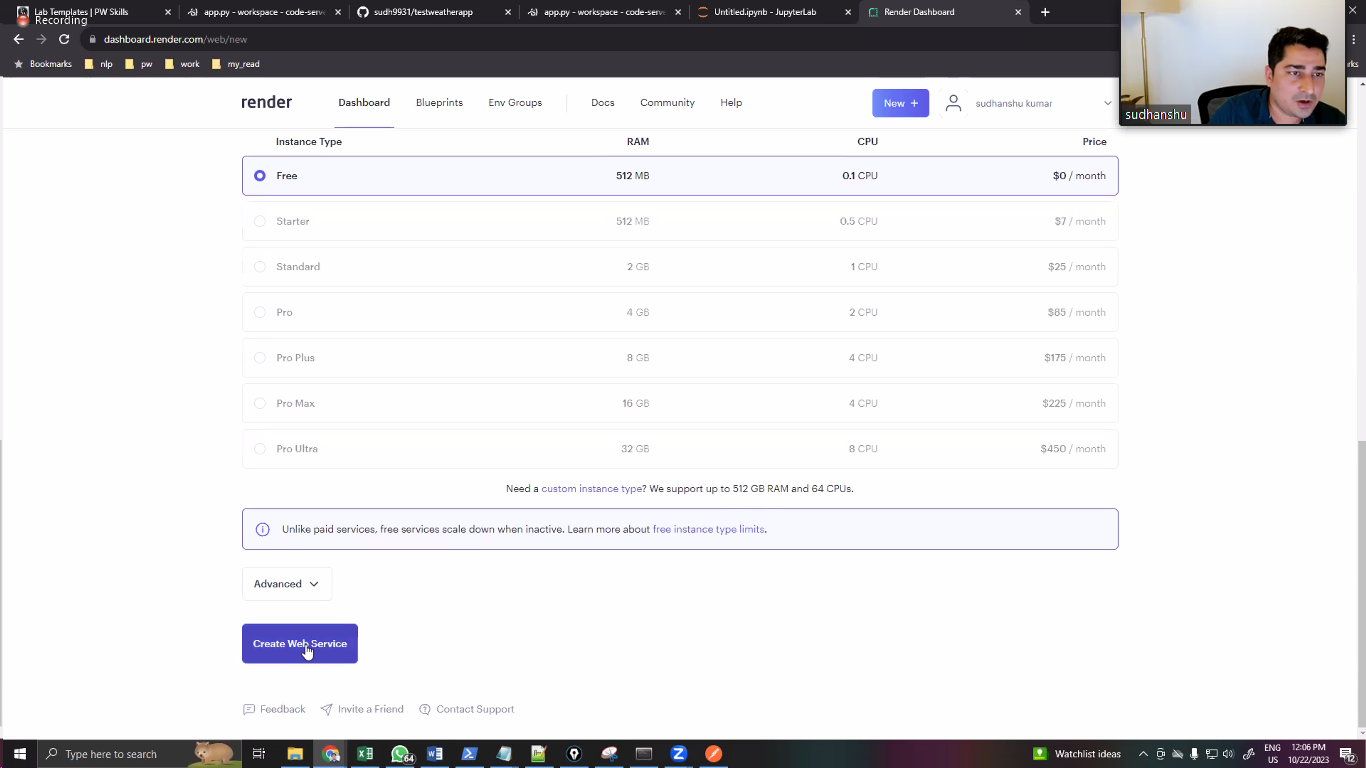 Lab Templates | PW Skills
app.py - workspace - code-serve
sudh9931/testweatherapp
app.py - workspace - code-serve
Untitled.ipynb - JupyterLab
Render Dashboard
Recording
dashboard.render.com/web/new
Bookmarks nlp pw work my_read
sudhanshu
render Dashboard Blueprints Env Groups Docs Community Help New + sudhanshu kumar
Instance Type RAM CPU Price
Free 512 MB 0.1 CPU $0 / month
Starter 512 MB 0.5 CPU $7 / month
Standard 2 GB 1 CPU $25 / month
Pro 4 GB 2 CPU $85 / month
Pro Plus 8 GB 4 CPU $175 / month
Pro Max 16 GB 4 CPU $225 / month
Pro Ultra 32 GB 8 CPU $450 / month
Need a custom instance type? We support up to 512 GB RAM and 64 CPUs.
Unlike paid services, free services scale down when inactive. Learn more about free instance type limits.
Advanced
Create Web Service
Feedback Invite a Friend Contact Support
Type here to search
64
Watchlist ideas
ENG
US
12:06 PM
10/22/2023
12